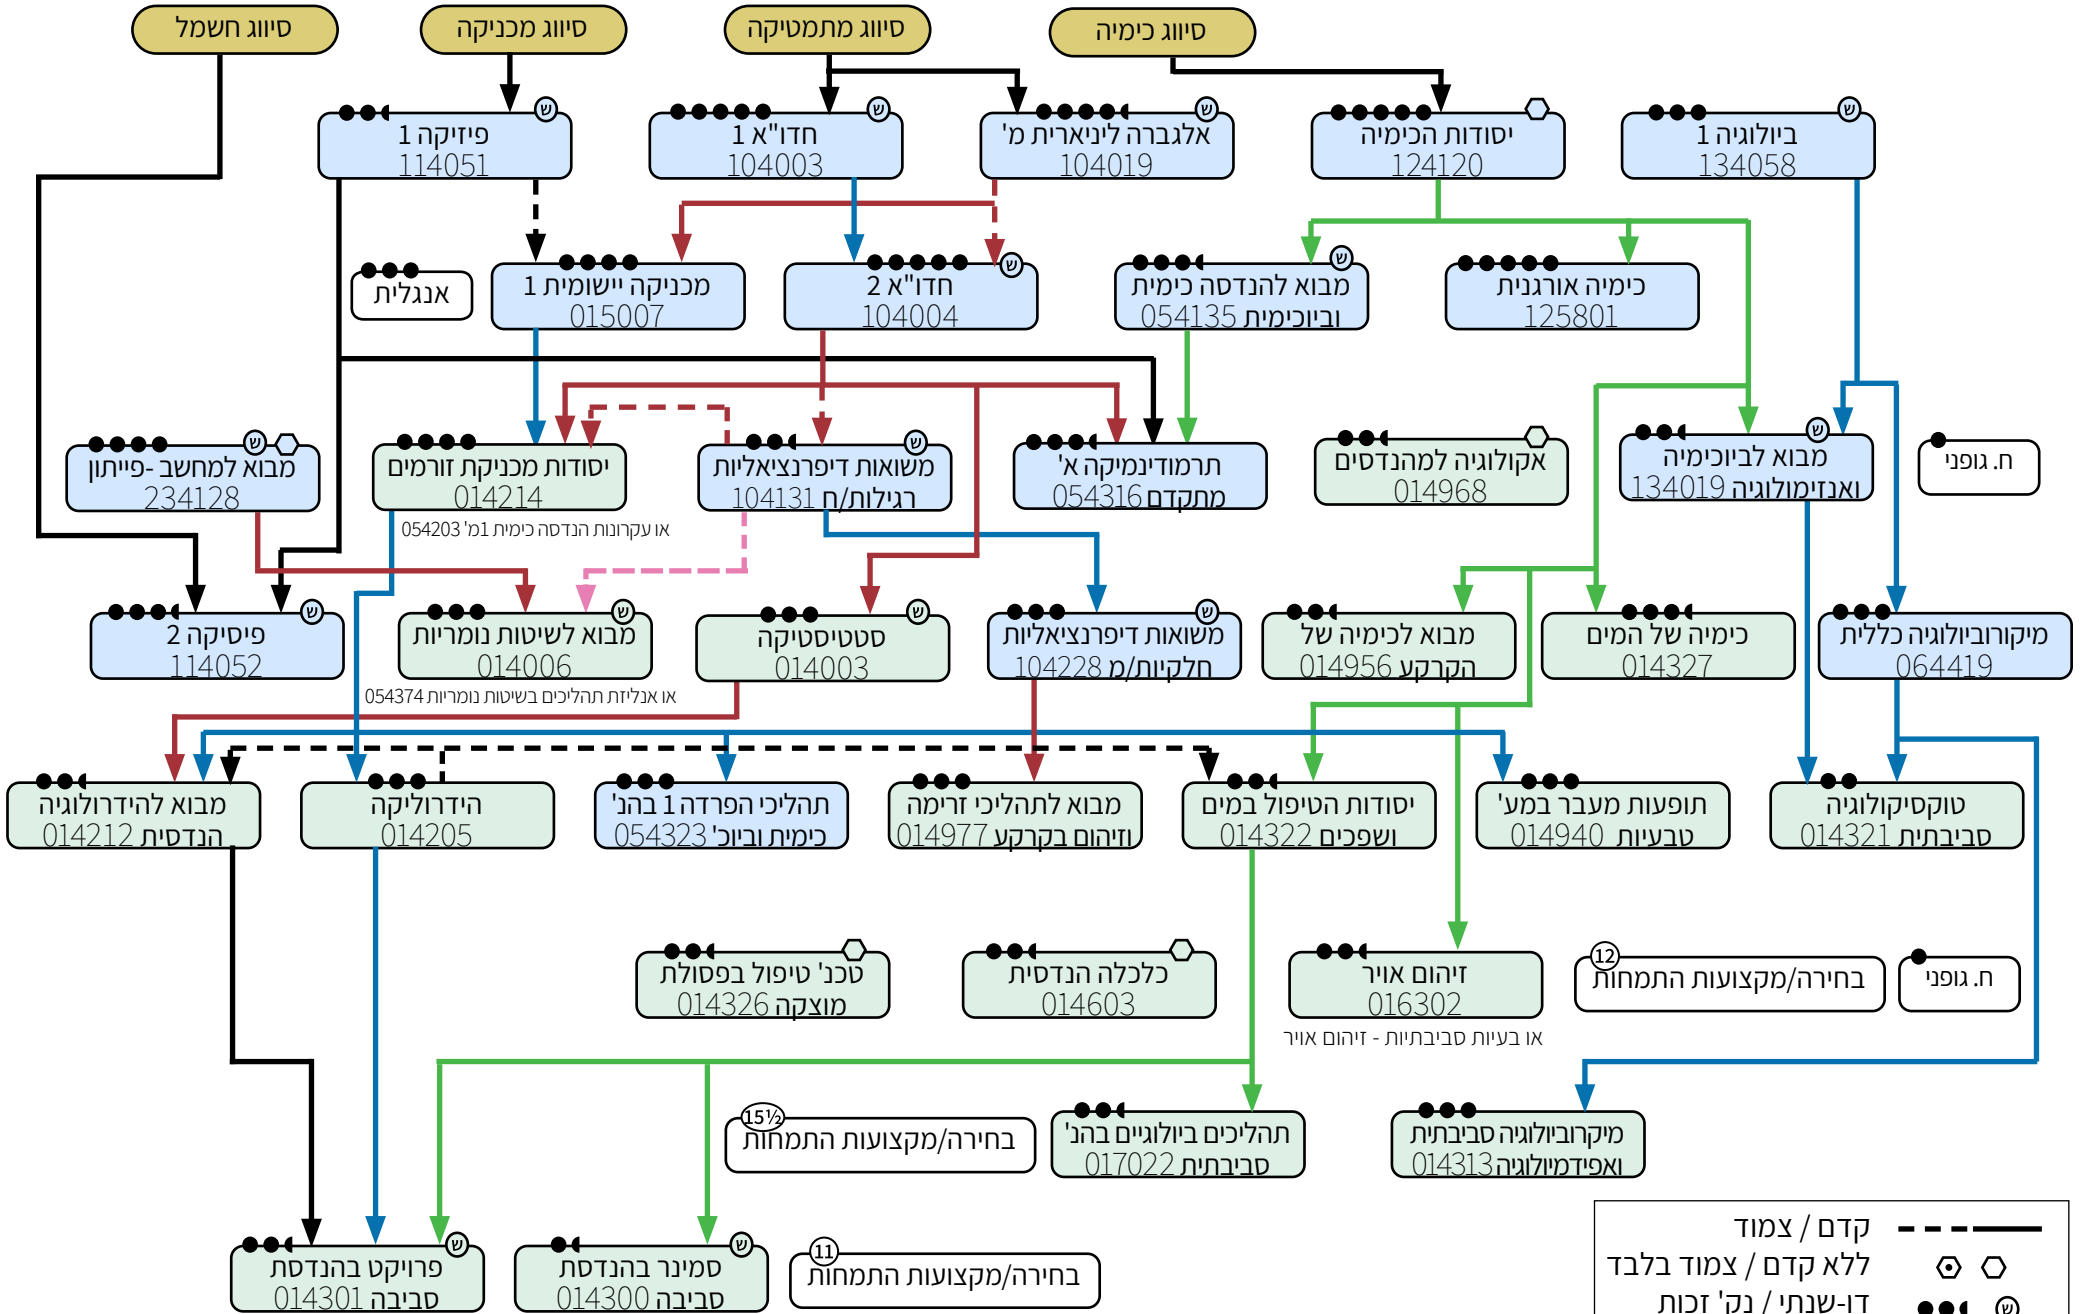 סיווג כימיה
סיווג מתמטיקה
סיווג מכניקה
סיווג חשמל
ש
ביולוגיה 1
134058
יסודות הכימיה
124120
ש
אלגברה ליניארית מ'
104019
ש
חדו"א 1
104003
ש
פיזיקה 1
114051
כימיה אורגנית
125801
ש
מבוא להנדסה כימית
וביוכימית 054135
ש
חדו"א 2
104004
מכניקה יישומית 1
015007
אנגלית
ח. גופני
ש
מבוא לביוכימיה
ואנזימולוגיה 134019
אקולוגיה למהנדסים
014968
תרמודינמיקה א'
מתקדם 054316
ש
משוואות דיפרנציאליות
רגילות/ח 104131
יסודות מכניקת זורמים
014214
או עקרונות הנדסה כימית 1מ' 054203
ש
מבוא למחשב -פייתון
234128
מיקורוביולוגיה כללית
064419
כימיה של המים
014327
מבוא לכימיה של
הקרקע 014956
ש
משוואות דיפרנציאליות
חלקיות/מ 104228
ש
סטטיסטיקה
014003
ש
מבוא לשיטות נומריות
014006
או אנליזת תהליכים בשיטות נומריות 054374
ש
פיסיקה 2
114052
טוקסיקולוגיה
סביבתית 014321
תופעות מעבר במע'
טבעיות 014940
יסודות הטיפול במים
ושפכים 014322
מבוא לתהליכי זרימה
וזיהום בקרקע 014977
תהליכי הפרדה 1 בהנ'
כימית וביוכ' 054323
הידרוליקה
014205
מבוא להידרולוגיה
הנדסית 014212
ח. גופני
12
בחירה/מקצועות התמחות
זיהום אויר
016302
או בעיות סביבתיות - זיהום אויר
כלכלה הנדסית
014603
טכנ' טיפול בפסולת
מוצקה 014326
מיקרוביולוגיה סביבתית
ואפידמיולוגיה 014313
תהליכים ביולוגיים בהנ'
סביבתית 017022
15½
בחירה/מקצועות התמחות
11
בחירה/מקצועות התמחות
ש
סמינר בהנדסת
סביבה 014300
ש
פרויקט בהנדסת
סביבה 014301
קדם / צמוד
ללא קדם / צמוד בלבד
דו-שנתי / נק' זכות
ש